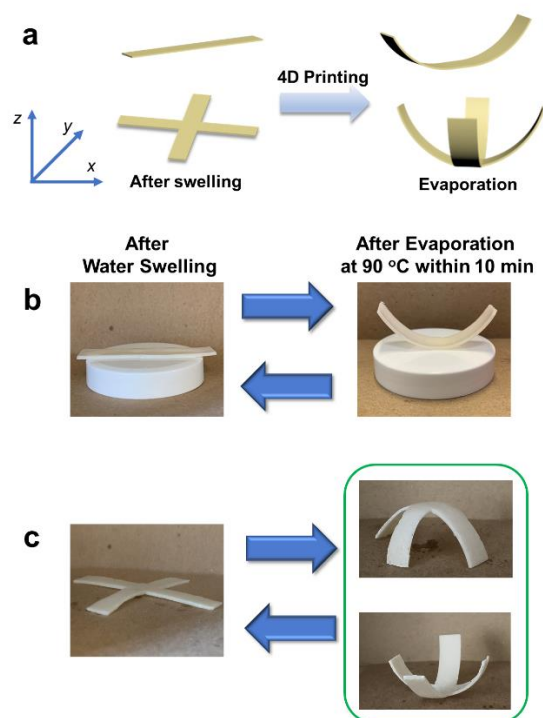 a
4D Printing
z
y
x
After swelling
Evaporation
After
Water Swelling
After Evaporation
at 90 °C within 10 min
b
c